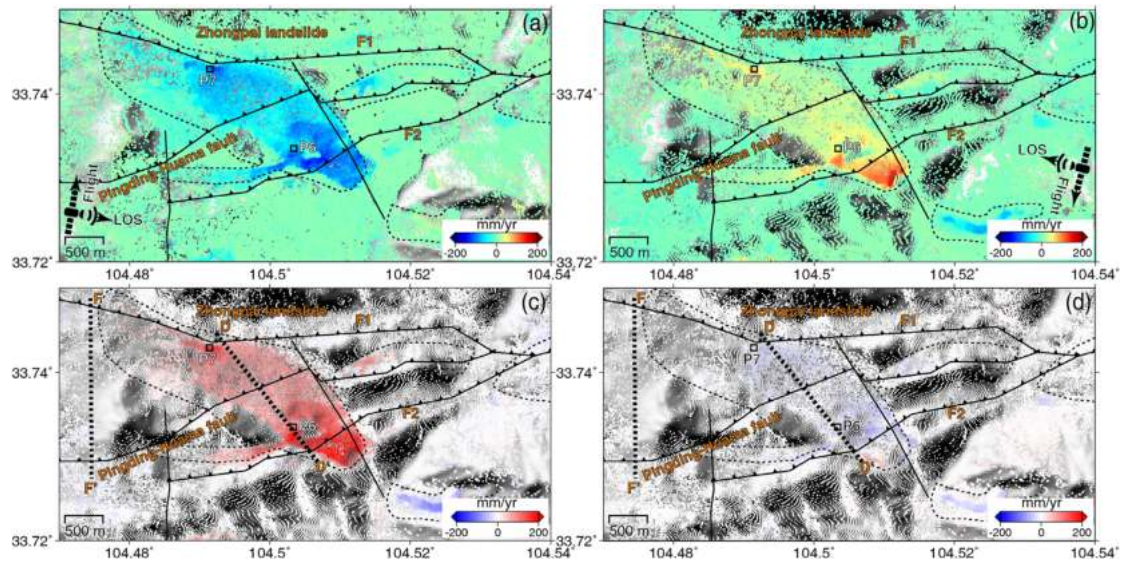 (a)
Zhongpai landslide
F1
P7
33.74°
P6
F2
Pingding-Huama fault
Flight
LOS
mm/yr
-200 0 200
500 m
33.72°
104.48° 104.5° 104.52° 104.54°
(b)
Zhongpai landslide
F1
P7
33.74°
P6
F2
Pingding-Huama fault
LOS
Flight
mm/yr
-200 0 200
500 m
33.72°
104.48° 104.5° 104.52° 104.54°
(c)
F
Zhongpai landslide
D
F1
P7
33.74°
P6
F2
Pingding-Huama fault
D'
F'
mm/yr
-200 0 200
500 m
33.72°
104.48° 104.5° 104.52° 104.54°
(d)
F
Zhongpai landslide
D
F1
P7
33.74°
P6
F2
Pingding-Huama fault
D'
F'
mm/yr
-200 0 200
500 m
33.72°
104.48° 104.5° 104.52° 104.54°